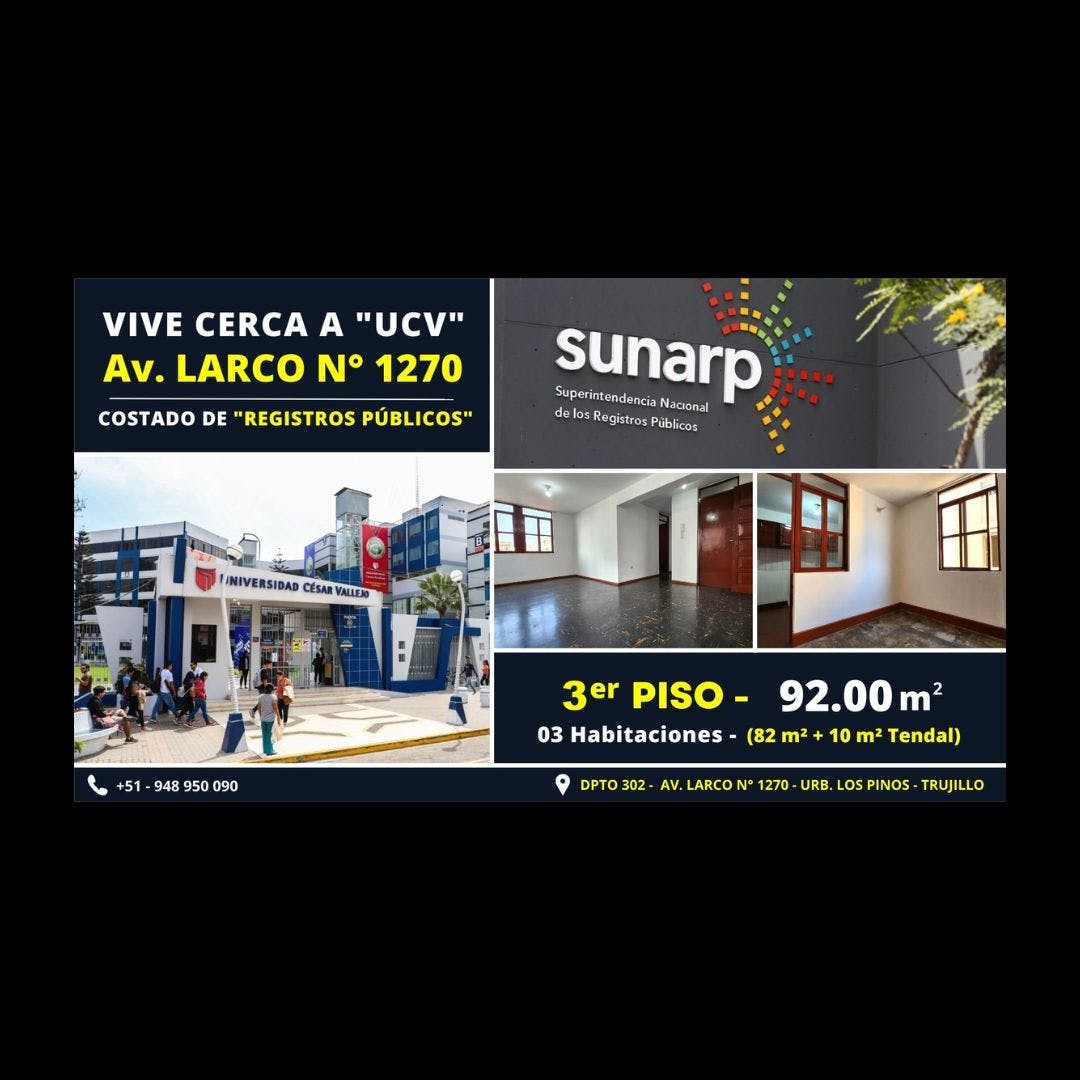 VIVE CERCA A "UCV"
Av. LARCO N° 1270
COSTADO DE "REGISTROS PÚBLICOS"
sunarp
Superintendencia Nacional
de los Registros Públicos
UNIVERSIDAD CÉSAR VALLEJO
3er PISO - 92.00 m²
03 Habitaciones - (82 m² + 10 m² Tendal)
+51 - 948 950 090
DPTO 302 - AV. LARCO N° 1270 - URB. LOS PINOS - TRUJILLO